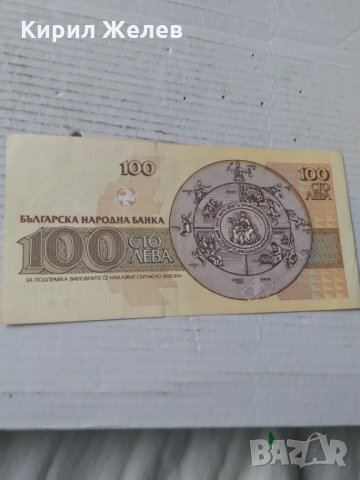 Кирил Желев
100
100
СТО
ЛЕВА
БЪЛГАРСКА НАРОДНА БАНКА
100 СТО
ЛЕВА
ЗА ПОДПРАВКА ВИНОВНИТЕ СЕ НАКАЗВАТ СЪГЛАСНО ЗАКОНА
bazar